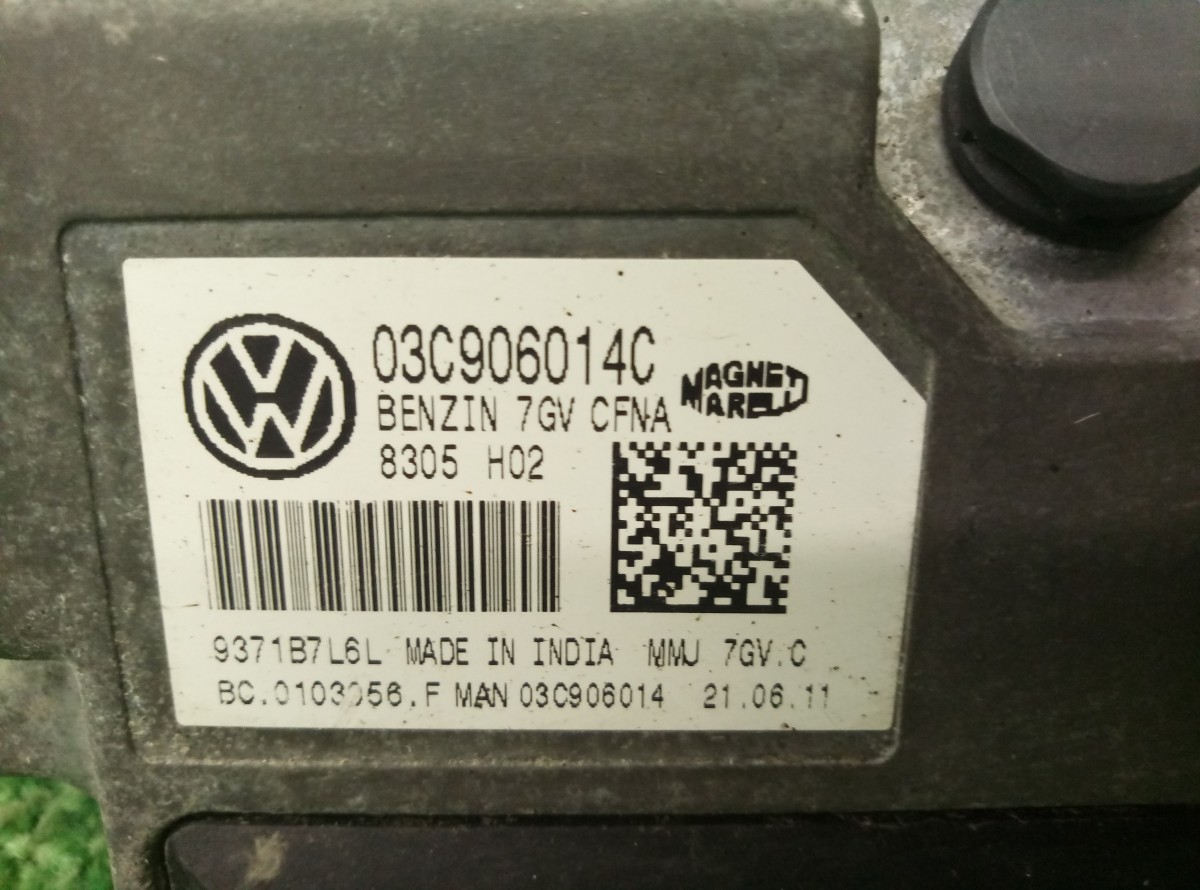 03C906014C
MAGNETI
MARELLI
BENZIN 7GV CFNA
8305 H02
9371B7L6L MADE IN INDIA MMJ 7GV.C
BC.0103056.F MAN 03C906014 21.06.11